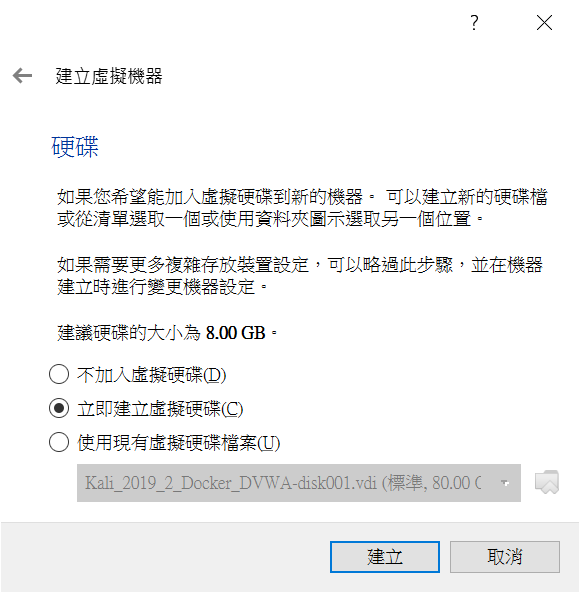 ?
建立虛擬機器
硬碟
如果您希望能加入虛擬硬碟到新的機器。 可以建立新的硬碟檔
或從清單選取一個或使用資料夾圖示選取另一個位置。
如果需要更多複雜存放裝置設定，可以略過此步驟，並在機器
建立時進行變更機器設定。
建議硬碟的大小為 8.00 GB。
不加入虛擬硬碟(D)
立即建立虛擬硬碟(C)
使用現有虛擬硬碟檔案(U)
Kali_2019_2_Docker_DVWA-disk001.vdi (標準, 80.00 G
建立
取消